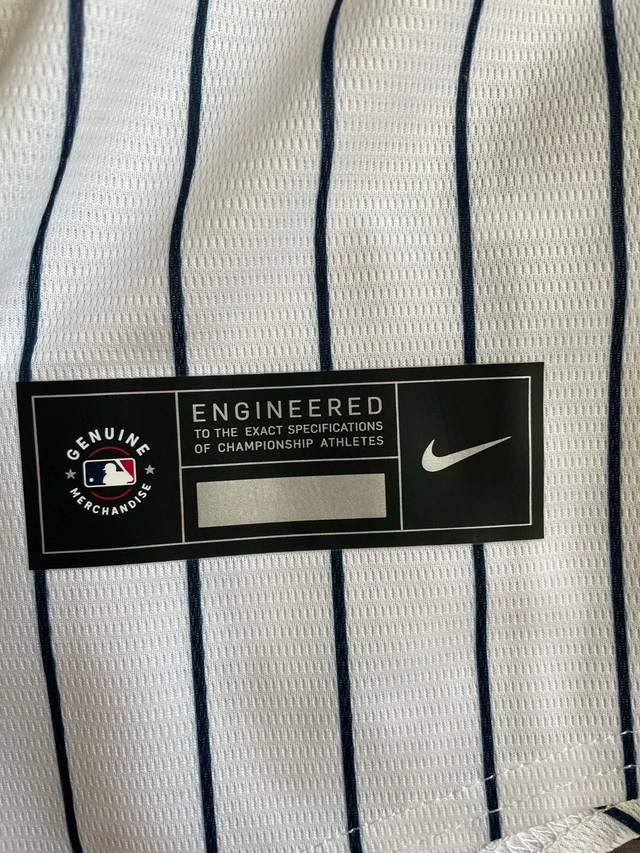 GENUINE
MERCHANDISE
ENGINEERED
TO THE EXACT SPECIFICATIONS
OF CHAMPIONSHIP ATHLETES